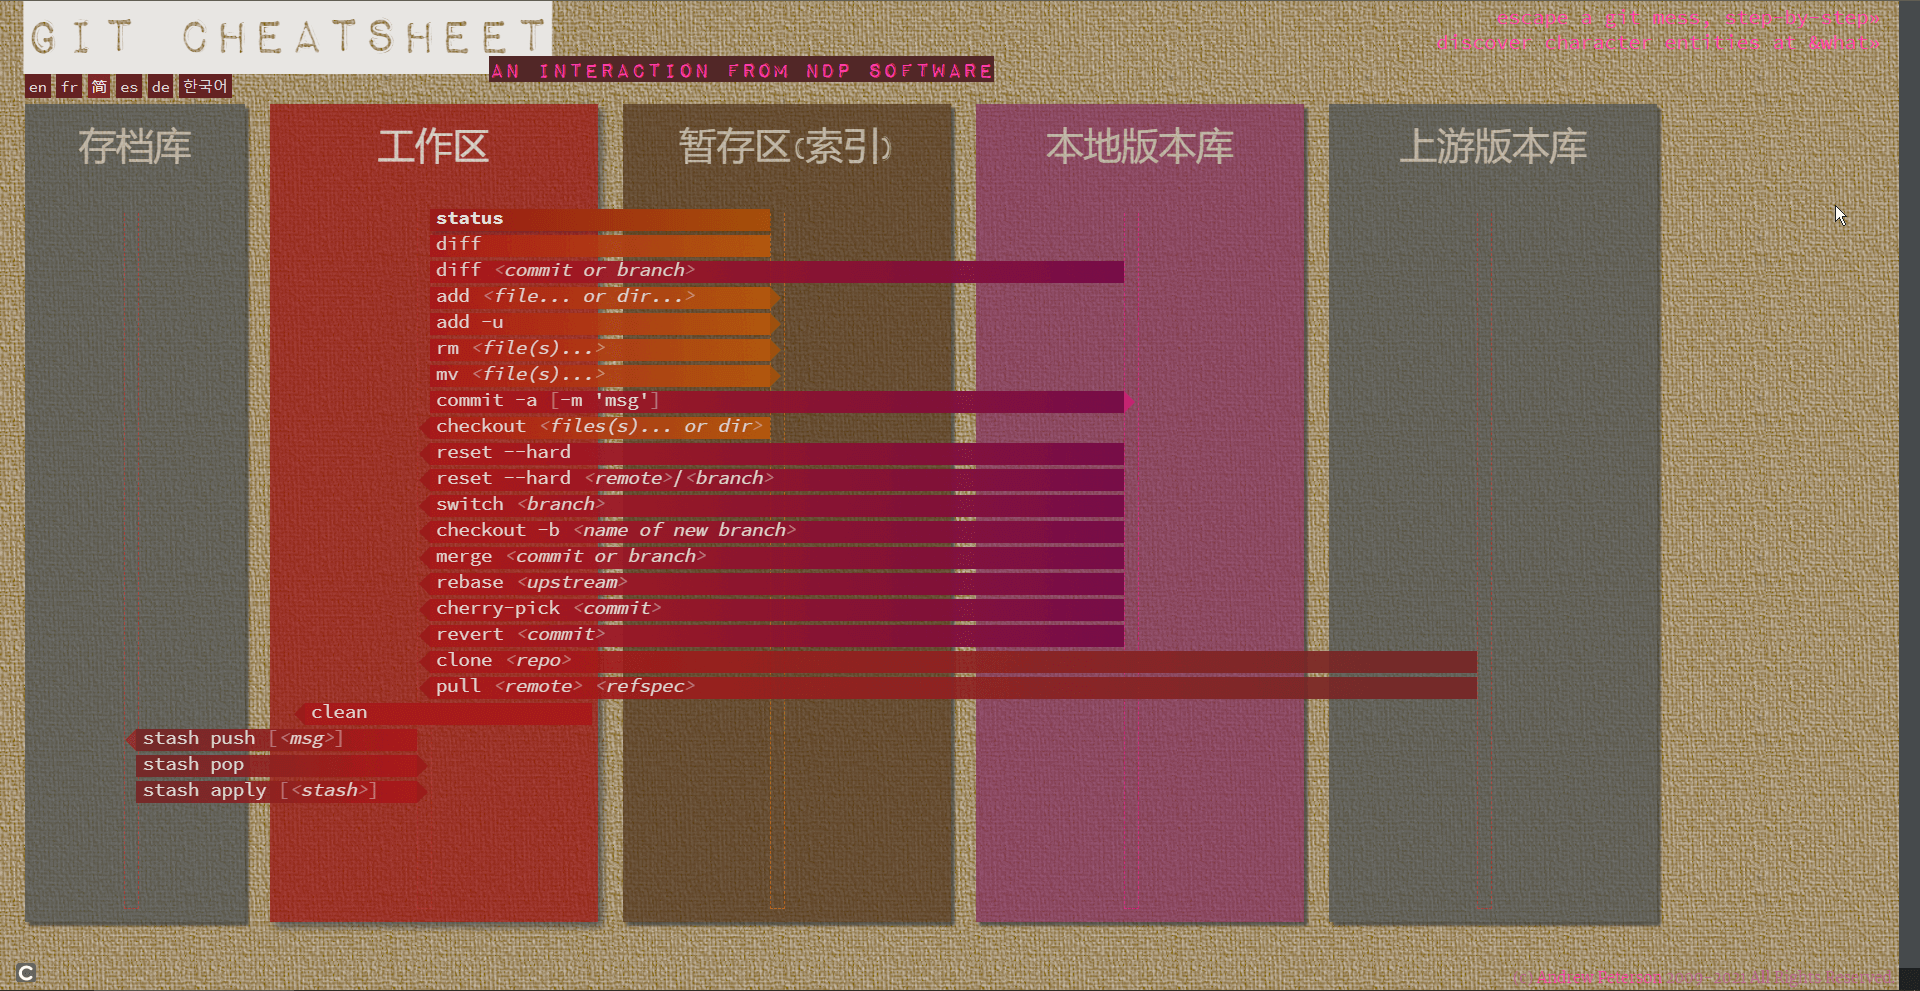 GIT CHEATSHEET
escape a git mess, step by step»
discover character entities at &what»
AN INTERACTION FROM NDP SOFTWARE
en fr 简 es de 한국어
存档库 工作区 暂存区(索引) 本地版本库 上游版本库
status
diff
diff <commit or branch>
add <file... or dir...>
add -u
rm <file(s)...>
mv <file(s)...>
commit -a [-m 'msg']
checkout <files(s)... or dir>
reset --hard
reset --hard <remote>/<branch>
switch <branch>
checkout -b <name of new branch>
merge <commit or branch>
rebase <upstream>
cherry-pick <commit>
revert <commit>
clone <repo>
pull <remote> <refspec>
clean
stash push [<msg>]
stash pop
stash apply [<stash>]
C